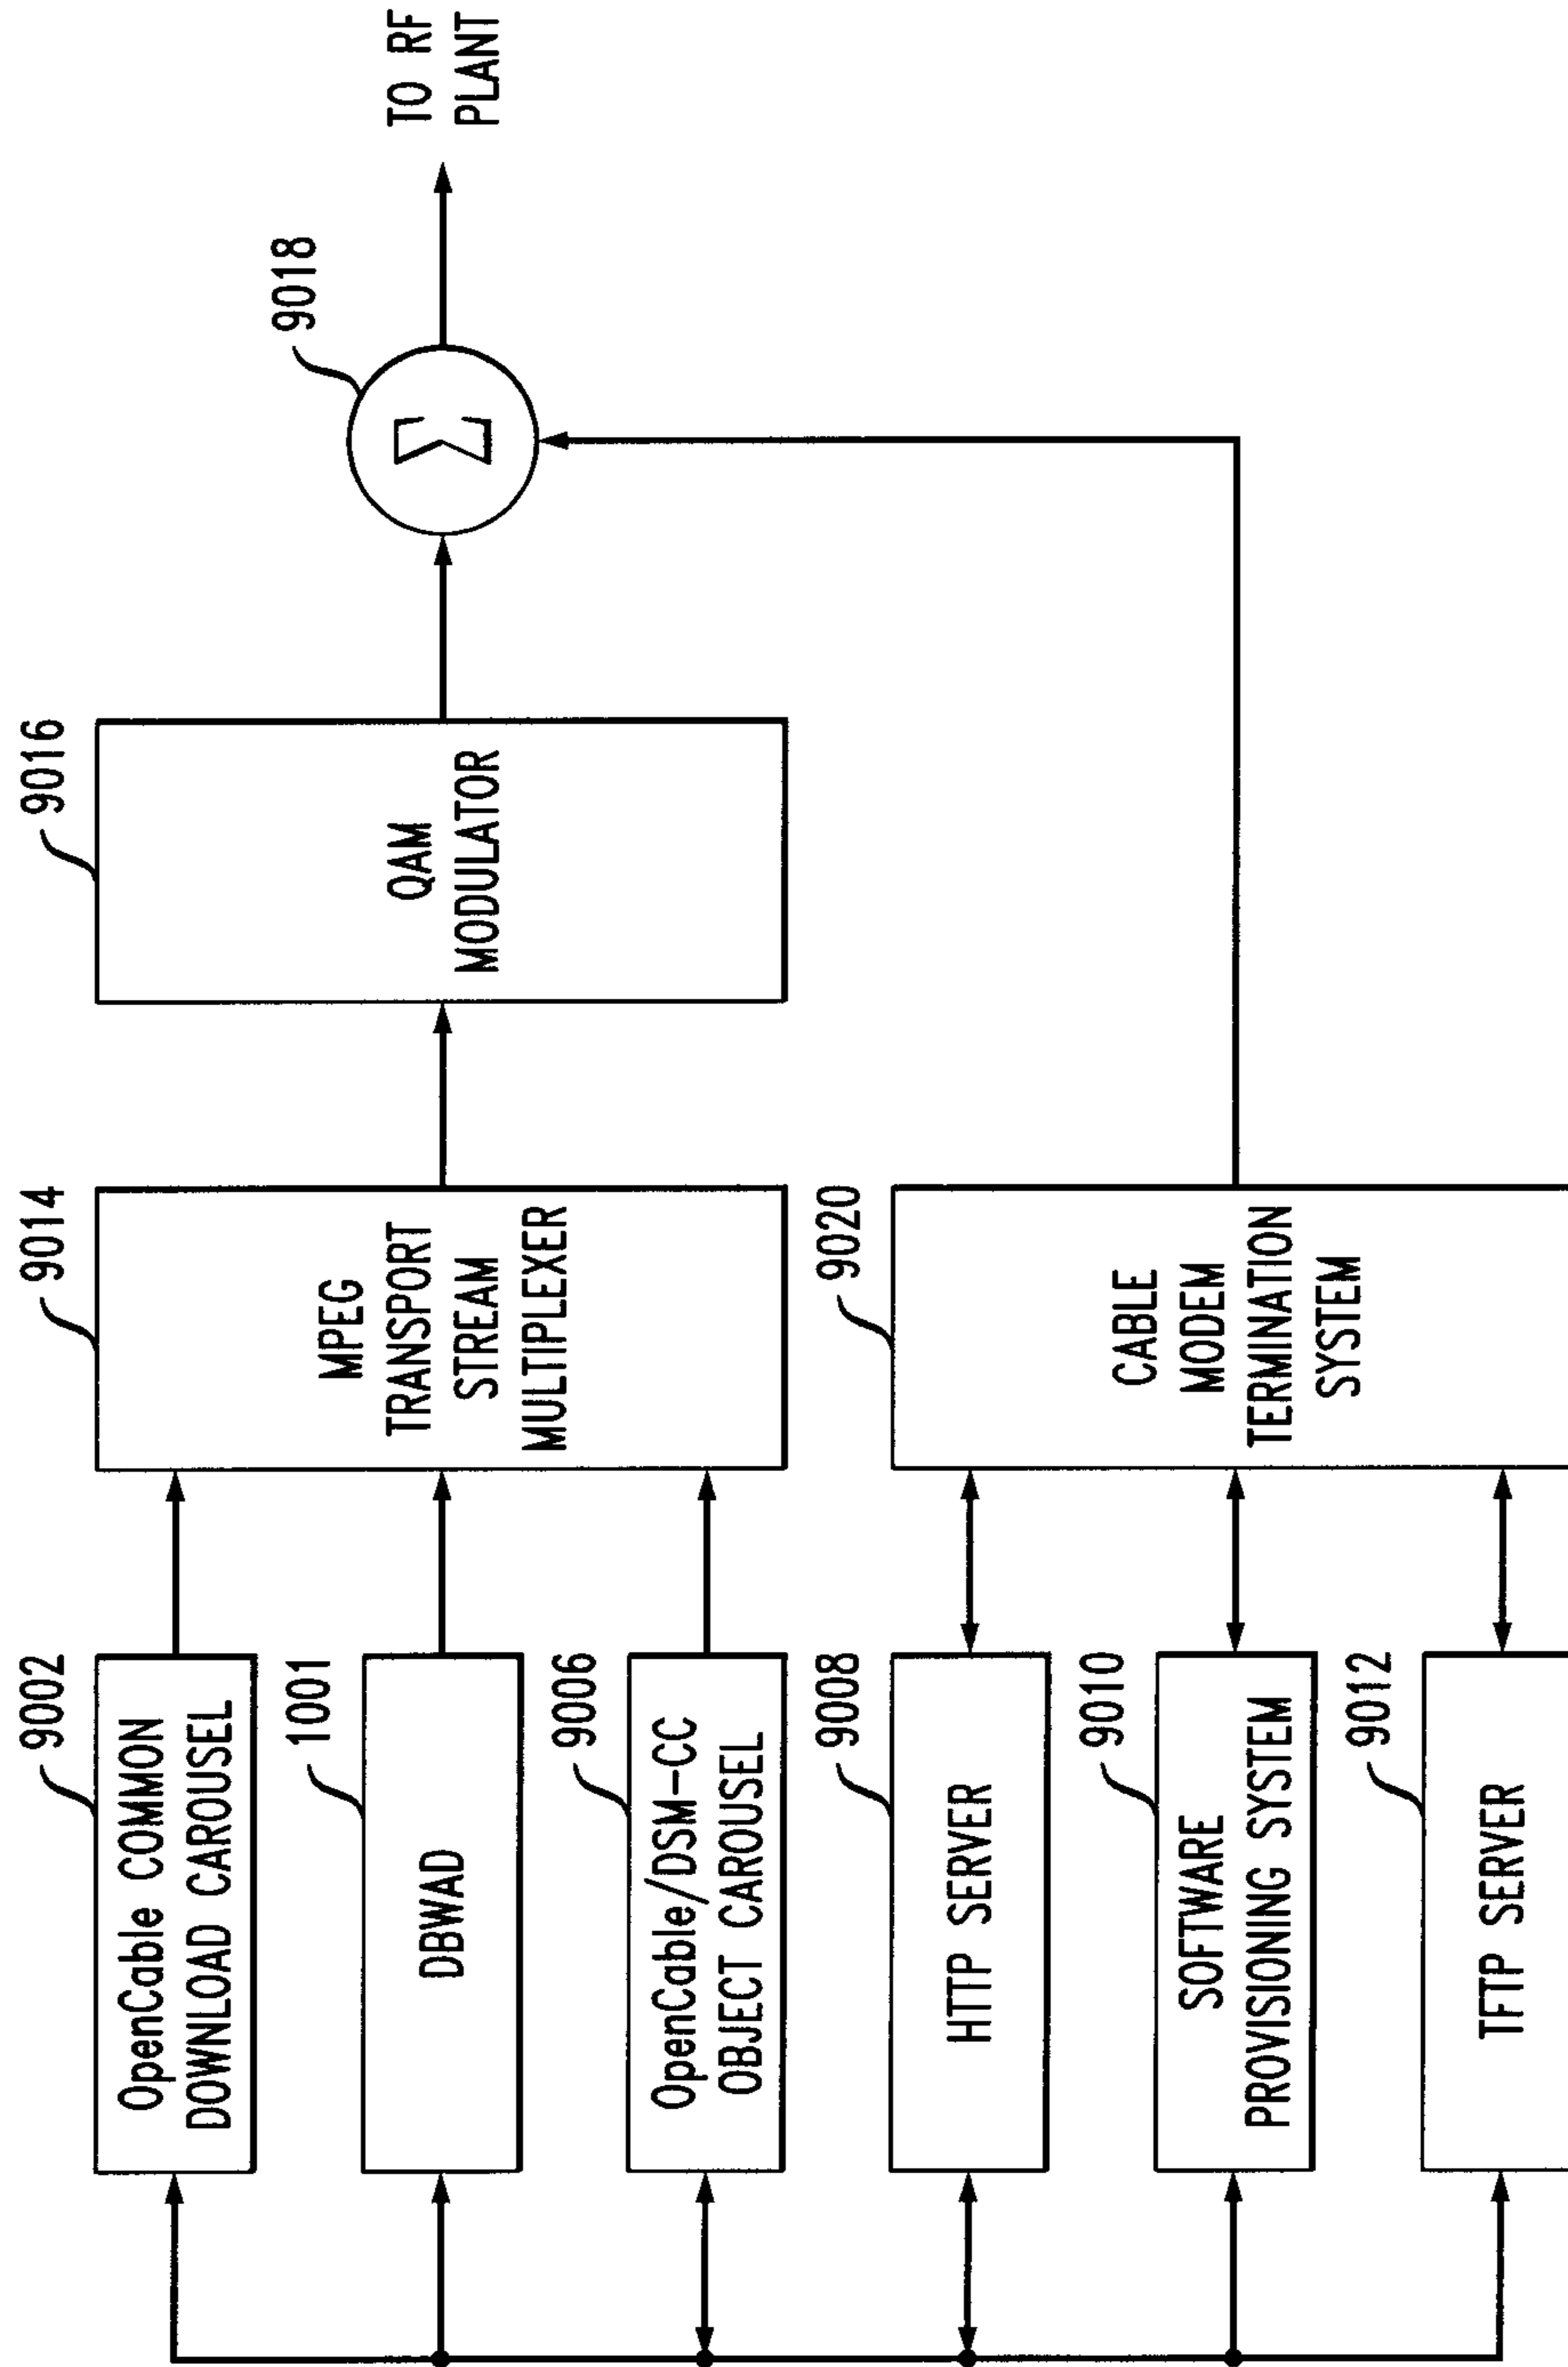 9002
OpenCable COMMON
DOWNLOAD CAROUSEL
1001
DBWAD
9006
OpenCable/DSM-CC
OBJECT CAROUSEL
9008
HTTP SERVER
9010
SOFTWARE
PROVISIONING SYSTEM
9012
TFTP SERVER
9014
MPEG
TRANSPORT
STREAM
MULTIPLEXER
9020
CABLE
MODEM
TERMINATION
SYSTEM
9016
QAM
MODULATOR
9018
Σ
TO RF
PLANT